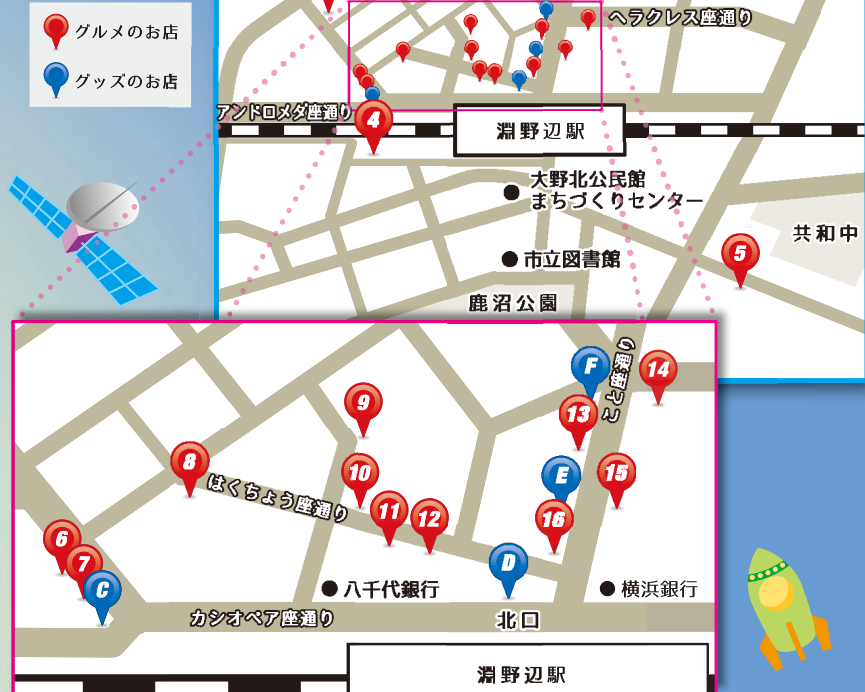 グルメのお店
グッズのお店
ヘラクレス座通り
アンドロメダ座通り
4
淵野辺駅
大野北公民館
まちづくりセンター
共和中
5
市立図書館
鹿沼公園
F
こと座通り
14
9
13
8
はくちょう座通り
10
E
15
11
12
16
6
7
C
D
八千代銀行
横浜銀行
カシオペア座通り
北口
淵野辺駅